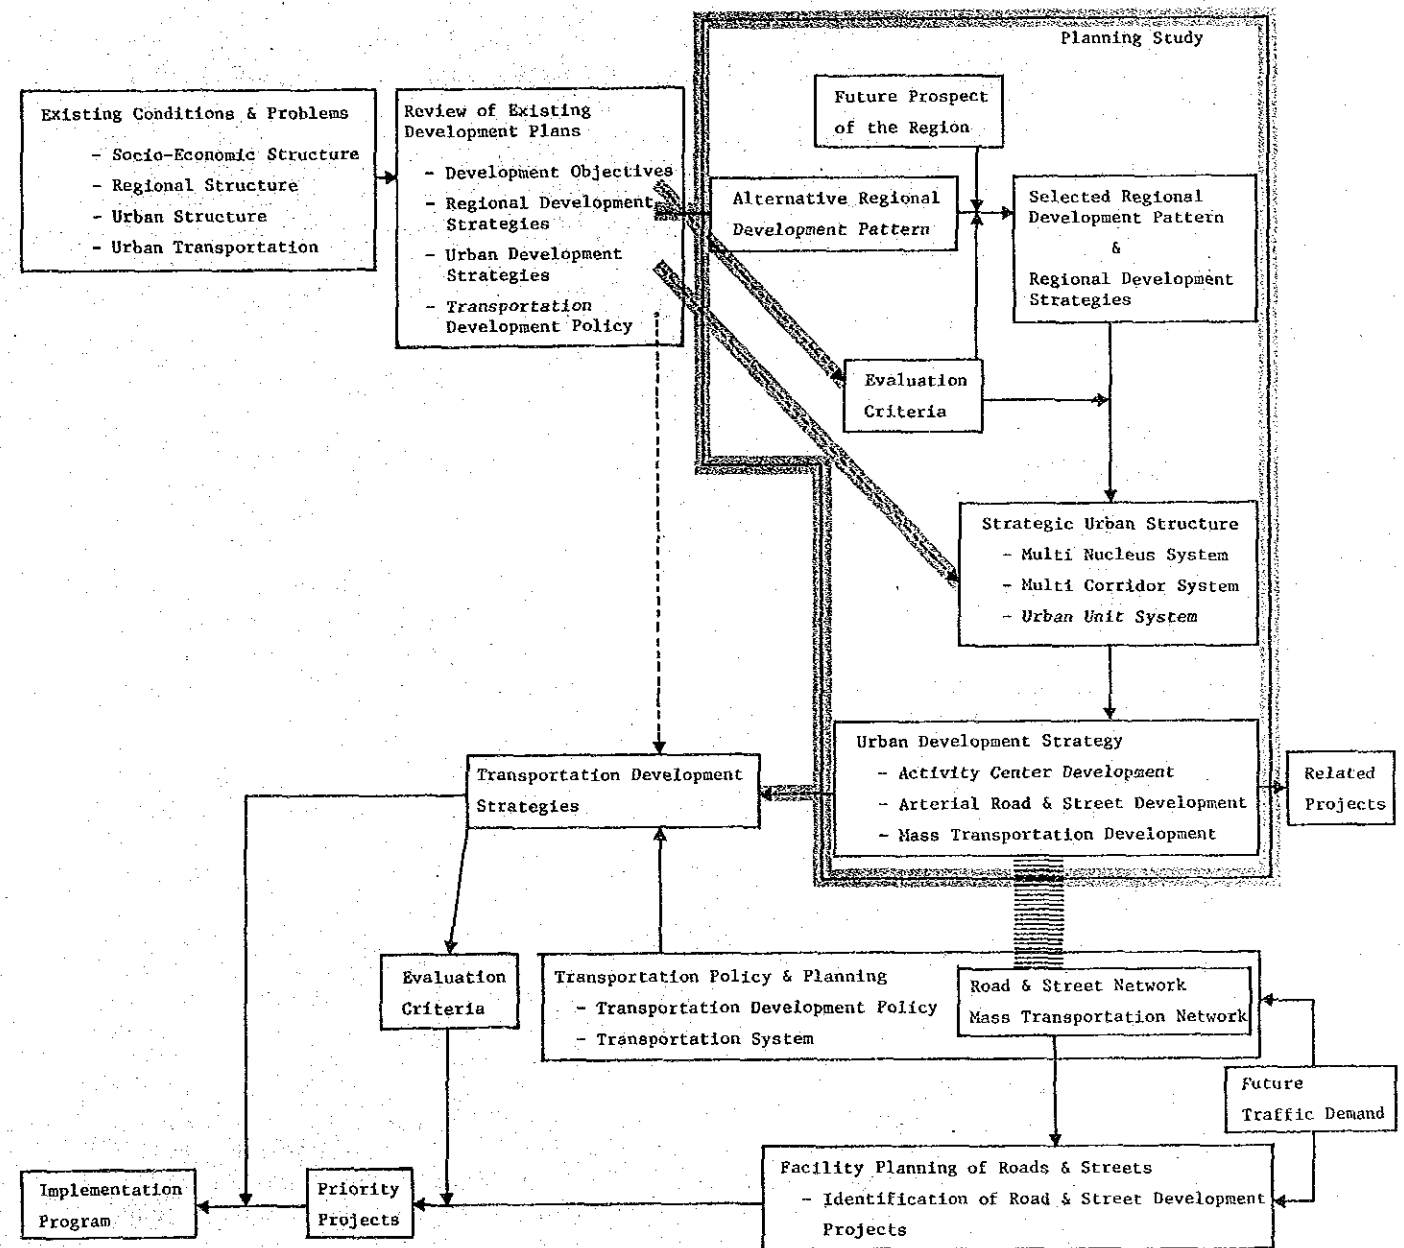 Planning Study
Existing Conditions & Problems
- Socio-Economic Structure
- Regional Structure
- Urban Structure
- Urban Transportation
Review of Existing
Development Plans
- Development Objectives
- Regional Development
Strategies
- Urban Development
Strategies
- Transportation
Development Policy
Future Prospect
of the Region
Alternative Regional
Development Pattern
Selected Regional
Development Pattern
&
Regional Development
Strategies
Evaluation
Criteria
Strategic Urban Structure
- Multi Nucleus System
- Multi Corridor System
- Urban Unit System
Urban Development Strategy
- Activity Center Development
- Arterial Road & Street Development
- Mass Transportation Development
Related
Projects
Transportation Development
Strategies
Evaluation
Criteria
Transportation Policy & Planning
- Transportation Development Policy
- Transportation System
Road & Street Network
Mass Transportation Network
Future
Traffic Demand
Facility Planning of Roads & Streets
- Identification of Road & Street Development
Projects
Priority
Projects
Implementation
Program